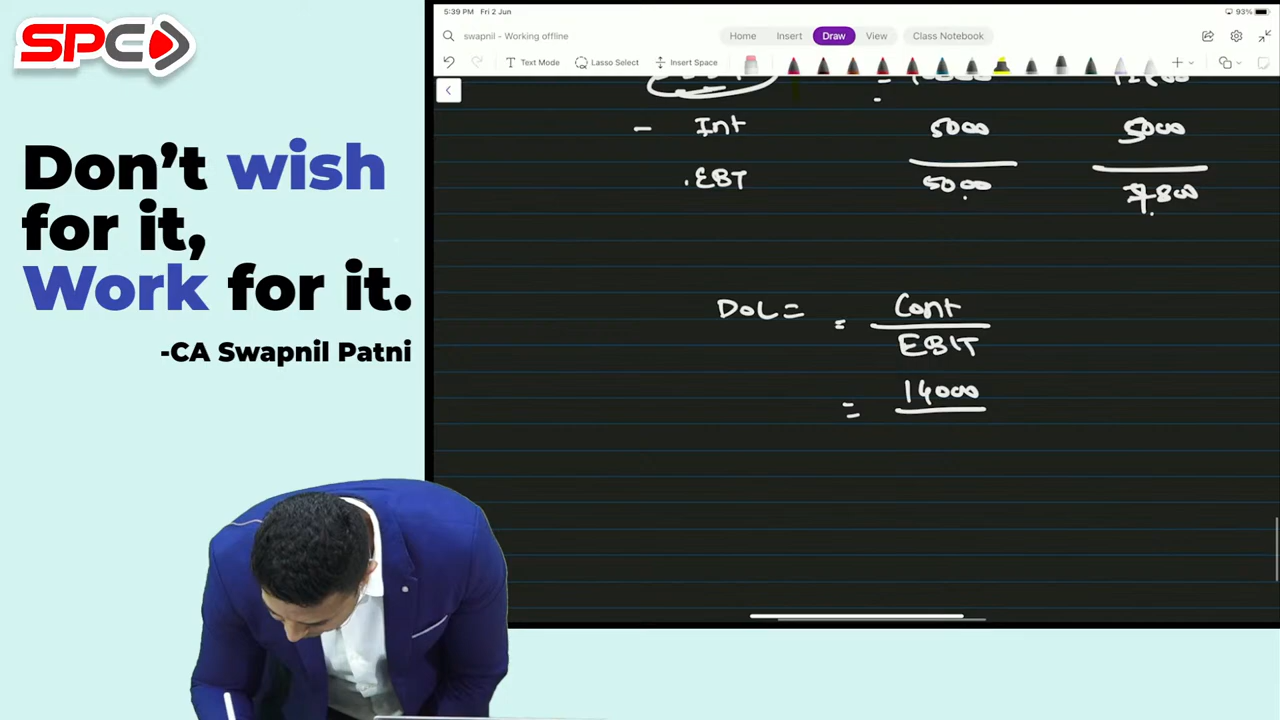 SPC
Don't wish
for it,
Work for it.
-CA Swapnil Patni
5:39 PM Fri 2 Jun
93%
swapnil - Working offline
Home Insert Draw View Class Notebook
Text Mode Lasso Select Insert Space
- Int 5000 5000
EBT 5000 7800
DOL = = Cont
EBIT
= 14000